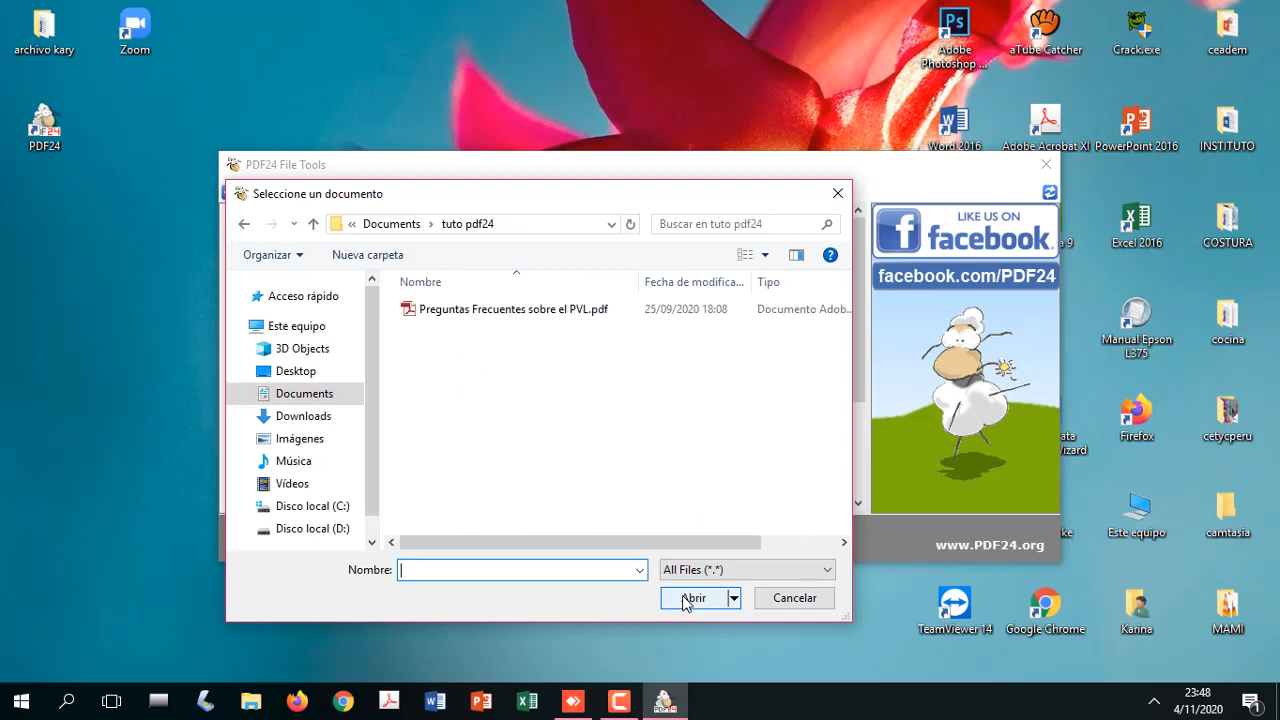 archivo kary
Zoom
PDF24
Ps
Adobe
Photoshop ...
aTube Catcher
Crack.exe
ceadem
Word 2016
Adobe Acrobat XI
PowerPoint 2016
INSTITUTO
PDF24 File Tools
Seleccione un documento
Documents
tuto pdf24
Buscar en tuto pdf24
Organizar
Nueva carpeta
Nombre
Fecha de modifica...
Tipo
Preguntas Frecuentes sobre el PVL.pdf
25/09/2020 18:08
Documento Adob...
Acceso rápido
Este equipo
3D Objects
Desktop
Documents
Downloads
Imágenes
Música
Vídeos
Disco local (C:)
Disco local (D:)
Nombre:
All Files (*.*)
Abrir
Cancelar
LIKE US ON
facebook.
facebook.com/PDF24
www.PDF24.org
Excel 2016
COSTURA
Manual Epson
L375
cocina
Firefox
cetycperu
Este equipo
camtasia
TeamViewer 14
Google Chrome
Karina
MAMI
23:48
4/11/2020